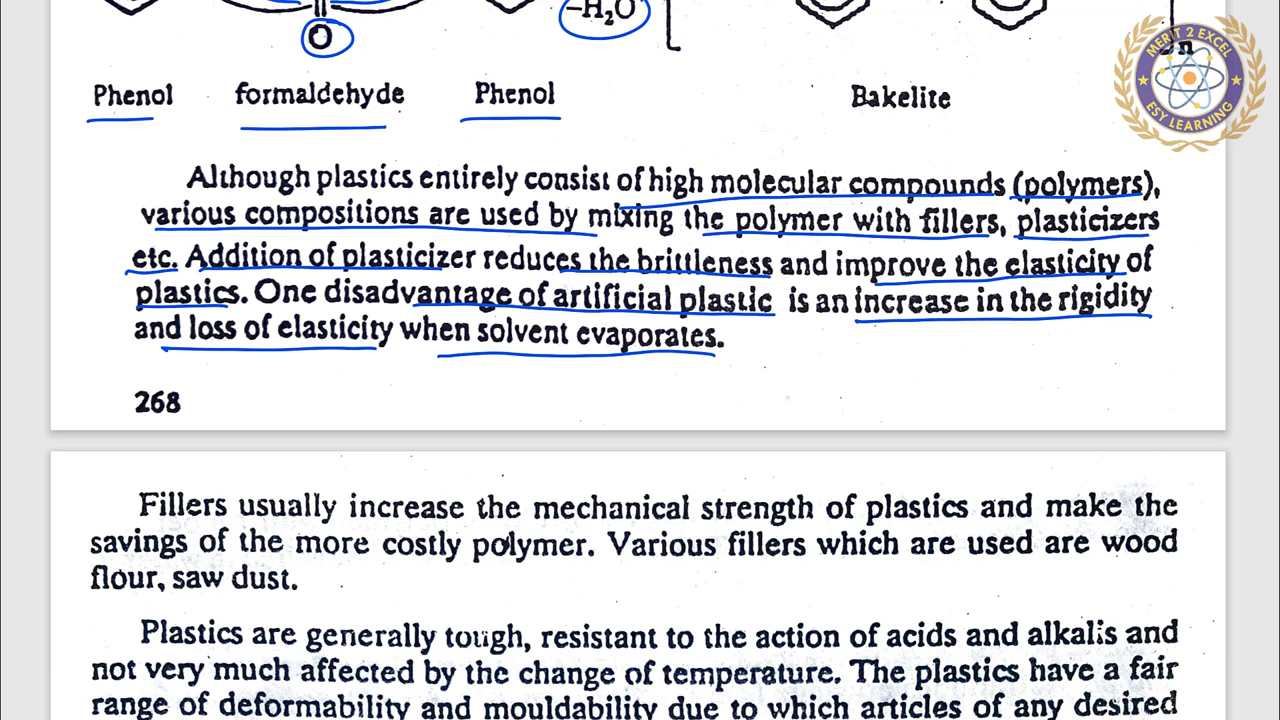 O
–H₂O
n
MERIT 2 EXCEL
ESY LEARNING
Phenol formaldehyde Phenol Bakelite
Although plastics entirely consist of high molecular compounds (polymers),
various compositions are used by mixing the polymer with fillers, plasticizers
etc. Addition of plasticizer reduces the brittleness and improve the elasticity of
plastics. One disadvantage of artificial plastic is an increase in the rigidity
and loss of elasticity when solvent evaporates.
268
Fillers usually increase the mechanical strength of plastics and make the
savings of the more costly polymer. Various fillers which are used are wood
flour, saw dust.
Plastics are generally tough, resistant to the action of acids and alkalis and
not very much affected by the change of temperature. The plastics have a fair
range of deformability and mouldability due to which articles of any desired